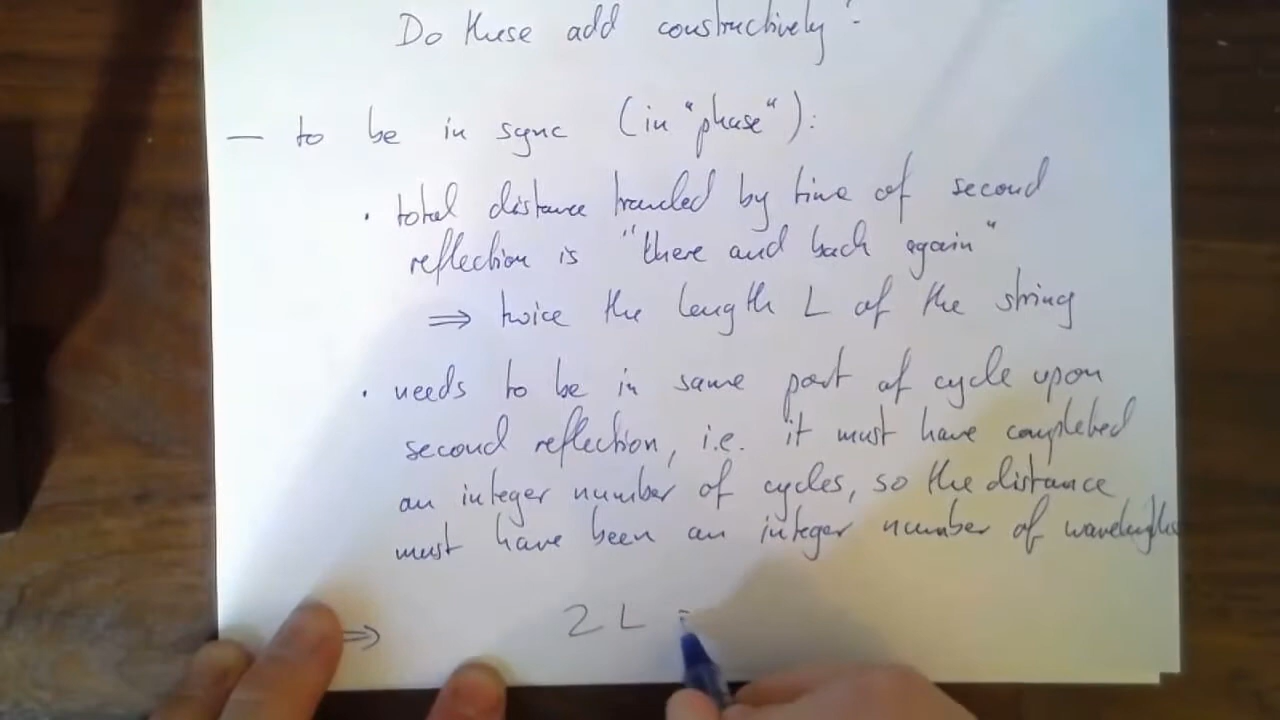 Do these add constructively?
— to be in sync (in "phase"):
· total distance traveled by time of second
reflection is "there and back again"
⇒ twice the length L of the string
· needs to be in same part of cycle upon
second reflection, i.e. it must have completed
an integer number of cycles, so the distance
must have been an integer number of wavelengths
⇒ 2L =